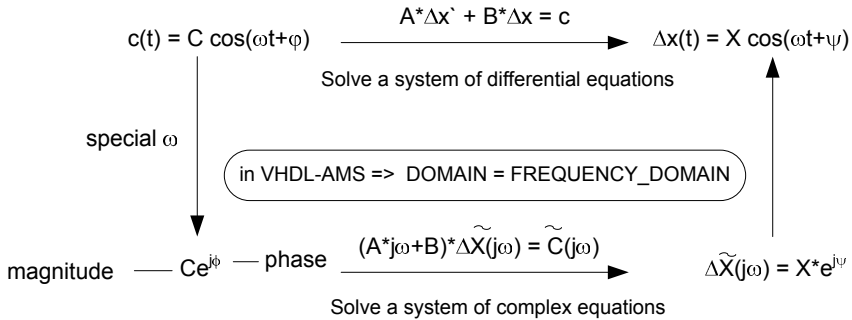 A*Δx` + B*Δx = c
c(t) = C cos(ωt+φ)
Δx(t) = X cos(ωt+ψ)
Solve a system of differential equations
special ω
in VHDL-AMS => DOMAIN = FREQUENCY_DOMAIN
magnitude — Ce^jϕ — phase
(A*jω+B)*ΔX͂(jω) = C͂(jω)
ΔX͂(jω) = X*e^jψ
Solve a system of complex equations